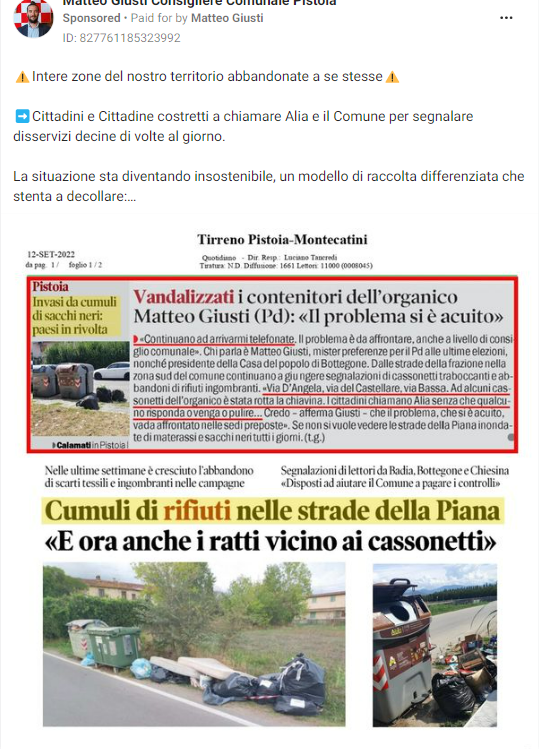 Matteo Giusti Consigliere Comunale Pistoia
Sponsored • Paid for by Matteo Giusti
ID: 827761185323992
⚠️Intere zone del nostro territorio abbandonate a se stesse⚠️
➡️Cittadini e Cittadine costretti a chiamare Alia e il Comune per segnalare
disservizi decine di volte al giorno.
La situazione sta diventando insostenibile, un modello di raccolta differenziata che
stenta a decollare:...
Tirreno Pistoia-Montecatini
12-SET-2022
da pag. 1 / foglio 1 / 2
Quotidiano - Dir. Resp.: Luciano Tancredi
Tiratura: N.D. Diffusione: 1661 Lettori: 11000 (0008045)
Pistoia
Invasi da cumuli
di sacchi neri:
paesi in rivolta
▶Calamati in Pistoia
Vandalizzati i contenitori dell'organico
Matteo Giusti (Pd): «Il problema si è acuito»
«Continuano ad arrivarmi telefonate. Il problema è da affrontare, anche a livello di consi
glio comunale». Chi parla è Matteo Giusti, mister preferenze per il Pd alle ultime elezioni,
nonché presidente della Casa del popolo di Bottegone. Dalle strade della frazione nella
zona sud del comune continuano a giungere segnalazioni di cassonetti traboccanti e ab-
bandoni di rifiuti ingombranti. «Via D'Angela, via del Castellare, via Bassa. Ad alcuni cas-
sonetti dell'organico è stata rotta la chiavina. I cittadini chiamano Alia senza che qualcu-
no risponda o venga o pulire... Credo – afferma Giusti – che il problema, che si è acuito,
vada affrontato nelle sedi preposte». Se non si vuole vedere le strade della Piana inonda-
te di materassi e sacchi neri tutti i giorni. (t.g.)
Nelle ultime settimane è cresciuto l'abbandono
di scarti tessili e ingombranti nelle campagne
Segnalazioni di lettori da Badia, Bottegone e Chiesina
«Disposti ad aiutare il Comune a pagare i controlli»
Cumuli di rifiuti nelle strade della Piana
«E ora anche i ratti vicino ai cassonetti»